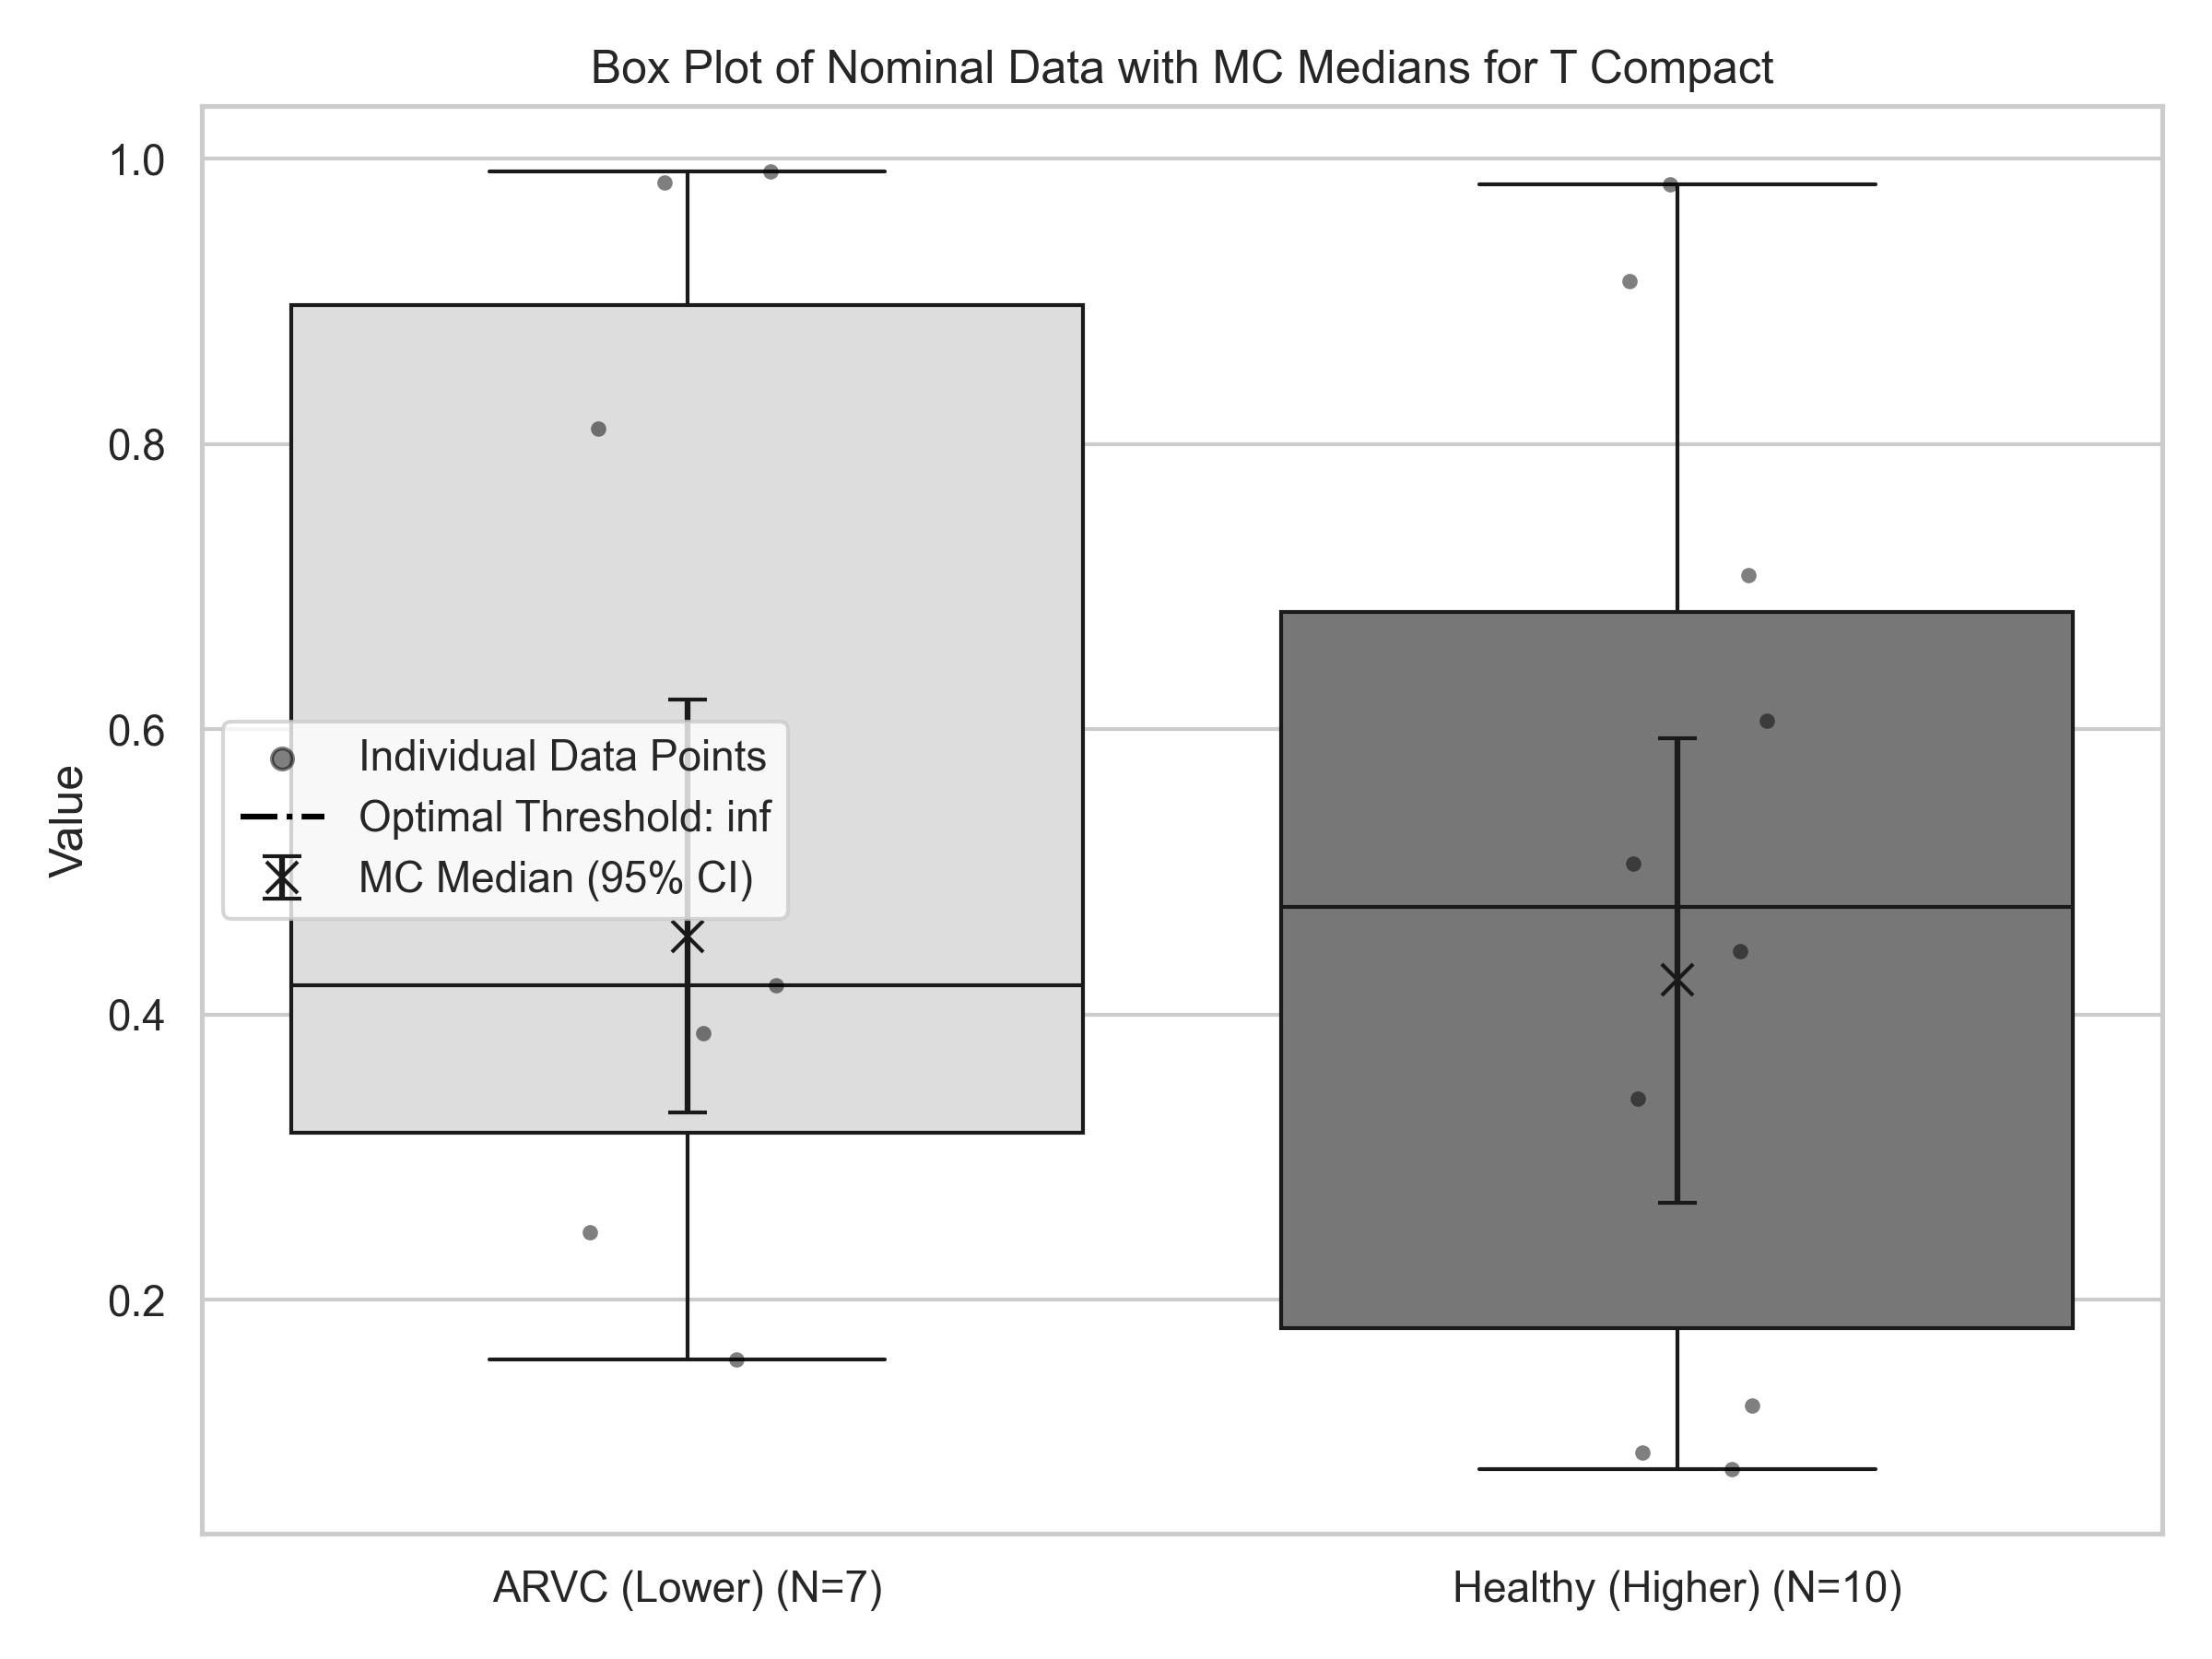 Box Plot of Nominal Data with MC Medians for T Compact
1.0
0.8
0.6
0.4
0.2
Value
Individual Data Points
Optimal Threshold: inf
MC Median (95% CI)
ARVC (Lower) (N=7)
Healthy (Higher) (N=10)